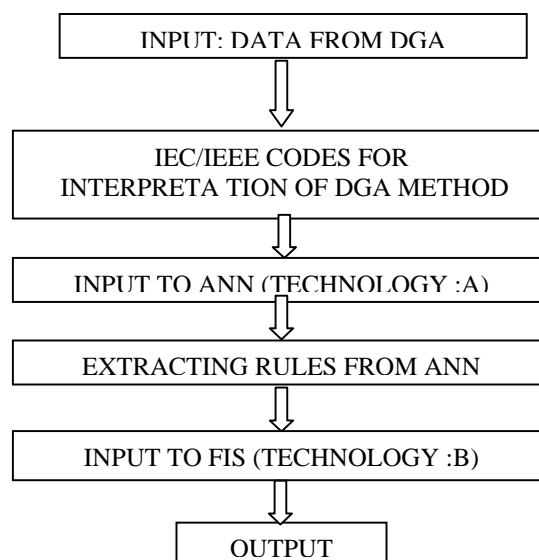 INPUT: DATA FROM DGA
IEC/IEEE CODES FOR
INTERPRETA TION OF DGA METHOD
INPUT TO ANN (TECHNOLOGY :A)
EXTRACTING RULES FROM ANN
INPUT TO FIS (TECHNOLOGY :B)
OUTPUT